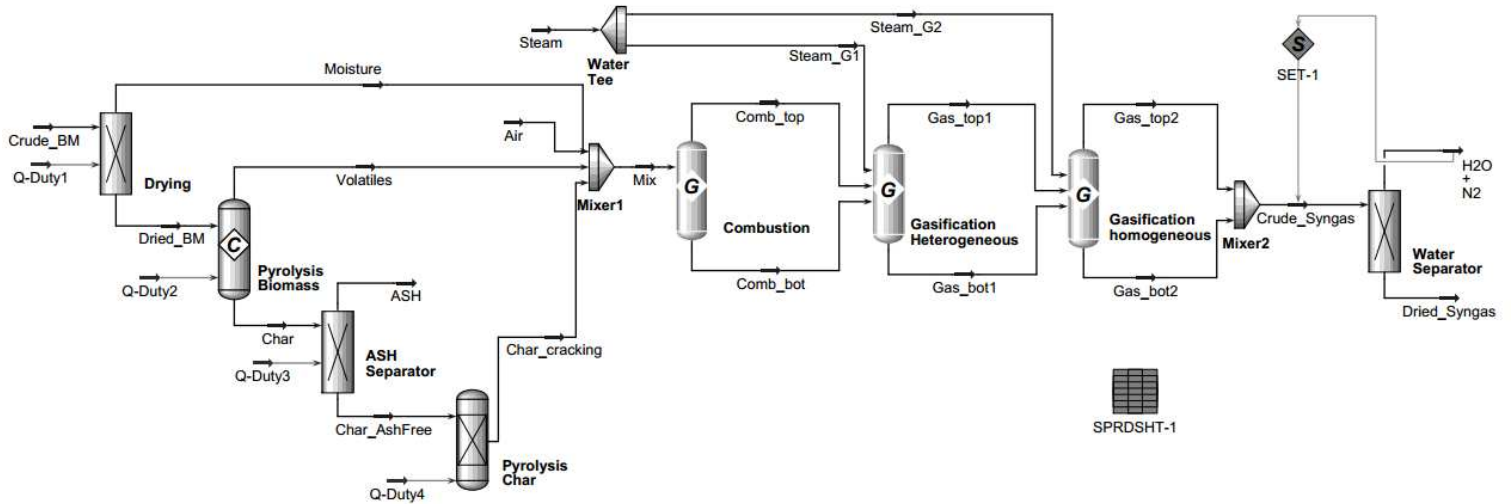 Steam_G2
Steam
Steam_G1
Water
Tee
S
SET-1
Moisture
Crude_BM
Q-Duty1
Drying
Air
Volatiles
Mixer1
Mix
Comb_top
G
Combustion
Comb_bot
Gas_top1
G
Gasification
Heterogeneous
Gas_bot1
Gas_top2
G
Gasification
homogeneous
Gas_bot2
Mixer2
Crude_Syngas
H2O
+
N2
Water
Separator
Dried_Syngas
Dried_BM
C
Q-Duty2
Pyrolysis
Biomass
ASH
Char
Q-Duty3
ASH
Separator
Char_cracking
Char_AshFree
Q-Duty4
Pyrolysis
Char
SPRDSHT-1